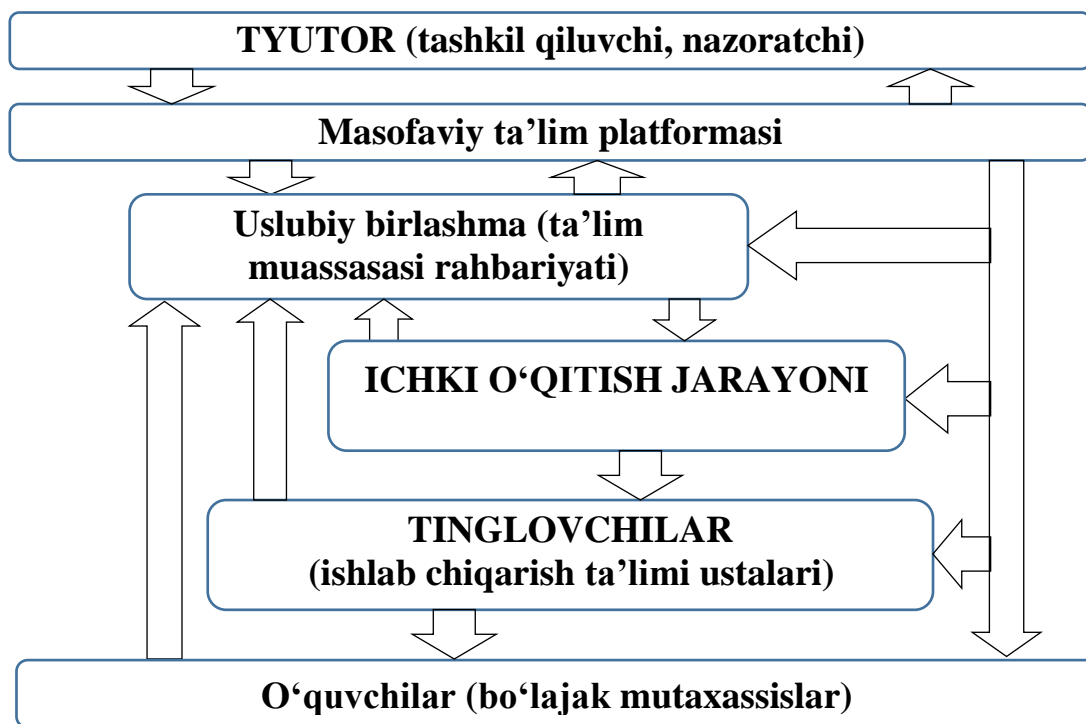 TYUTOR (tashkil qiluvchi, nazoratchi)
Masofaviy ta’lim platformasi
Uslubiy birlashma (ta’lim
muassasasi rahbariyati)
ICHKI O‘QITISH JARAYONI
TINGLOVCHILAR
(ishlab chiqarish ta’limi ustalari)
O‘quvchilar (bo‘lajak mutaxassislar)